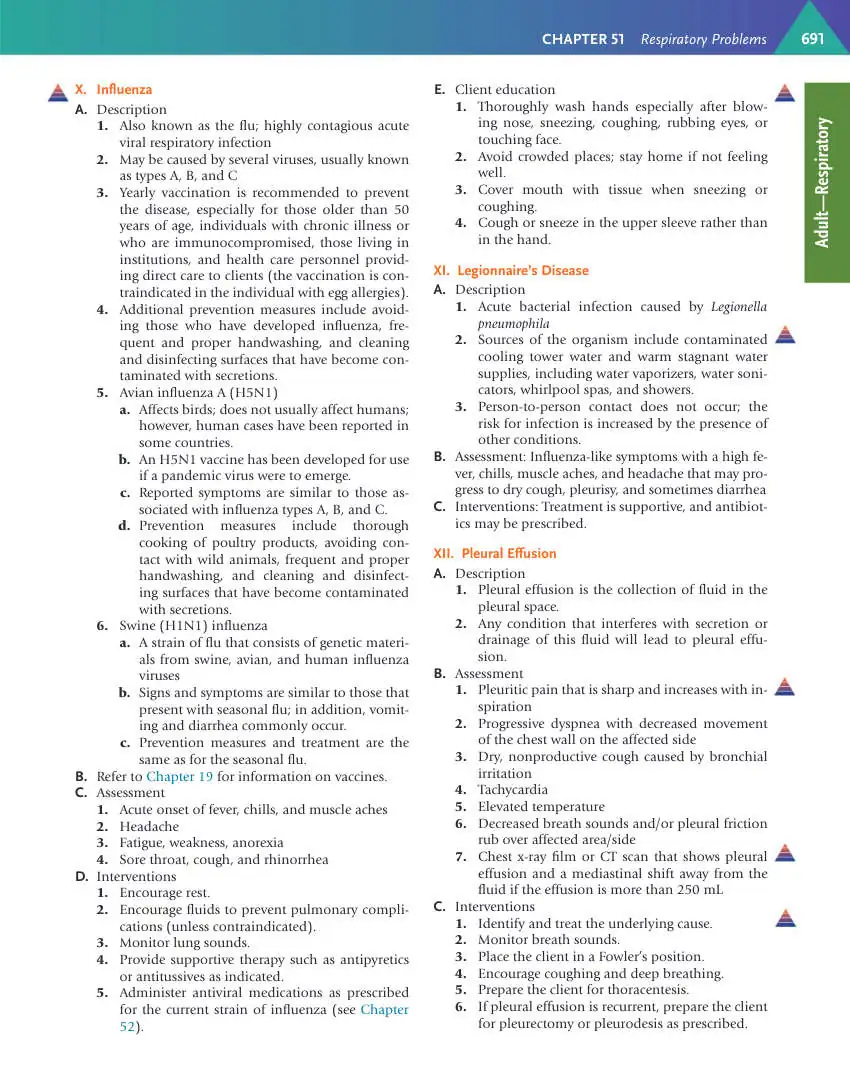 CHAPTER 51 Respiratory Problems 691
X. Influenza
A. Description
1. Also known as the flu; highly contagious acute
viral respiratory infection
2. May be caused by several viruses, usually known
as types A, B, and C
3. Yearly vaccination is recommended to prevent
the disease, especially for those older than 50
years of age, individuals with chronic illness or
who are immunocompromised, those living in
institutions, and health care personnel provid-
ing direct care to clients (the vaccination is con-
traindicated in the individual with egg allergies).
4. Additional prevention measures include avoid-
ing those who have developed influenza, fre-
quent and proper handwashing, and cleaning
and disinfecting surfaces that have become con-
taminated with secretions.
5. Avian influenza A (H5N1)
a. Affects birds; does not usually affect humans;
however, human cases have been reported in
some countries.
b. An H5N1 vaccine has been developed for use
if a pandemic virus were to emerge.
c. Reported symptoms are similar to those as-
sociated with influenza types A, B, and C.
d. Prevention measures include thorough
cooking of poultry products, avoiding con-
tact with wild animals, frequent and proper
handwashing, and cleaning and disinfect-
ing surfaces that have become contaminated
with secretions.
6. Swine (H1N1) influenza
a. A strain of flu that consists of genetic materi-
als from swine, avian, and human influenza
viruses
b. Signs and symptoms are similar to those that
present with seasonal flu; in addition, vomit-
ing and diarrhea commonly occur.
c. Prevention measures and treatment are the
same as for the seasonal flu.
B. Refer to Chapter 19 for information on vaccines.
C. Assessment
1. Acute onset of fever, chills, and muscle aches
2. Headache
3. Fatigue, weakness, anorexia
4. Sore throat, cough, and rhinorrhea
D. Interventions
1. Encourage rest.
2. Encourage fluids to prevent pulmonary compli-
cations (unless contraindicated).
3. Monitor lung sounds.
4. Provide supportive therapy such as antipyretics
or antitussives as indicated.
5. Administer antiviral medications as prescribed
for the current strain of influenza (see Chapter
52).
E. Client education
1. Thoroughly wash hands especially after blow-
ing nose, sneezing, coughing, rubbing eyes, or
touching face.
2. Avoid crowded places; stay home if not feeling
well.
3. Cover mouth with tissue when sneezing or
coughing.
4. Cough or sneeze in the upper sleeve rather than
in the hand.
XI. Legionnaire's Disease
A. Description
1. Acute bacterial infection caused by Legionella
pneumophila
2. Sources of the organism include contaminated
cooling tower water and warm stagnant water
supplies, including water vaporizers, water soni-
cators, whirlpool spas, and showers.
3. Person-to-person contact does not occur; the
risk for infection is increased by the presence of
other conditions.
B. Assessment: Influenza-like symptoms with a high fe-
ver, chills, muscle aches, and headache that may pro-
gress to dry cough, pleurisy, and sometimes diarrhea
C. Interventions: Treatment is supportive, and antibiot-
ics may be prescribed.
XII. Pleural Effusion
A. Description
1. Pleural effusion is the collection of fluid in the
pleural space.
2. Any condition that interferes with secretion or
drainage of this fluid will lead to pleural effu-
sion.
B. Assessment
1. Pleuritic pain that is sharp and increases with in-
spiration
2. Progressive dyspnea with decreased movement
of the chest wall on the affected side
3. Dry, nonproductive cough caused by bronchial
irritation
4. Tachycardia
5. Elevated temperature
6. Decreased breath sounds and/or pleural friction
rub over affected area/side
7. Chest x-ray film or CT scan that shows pleural
effusion and a mediastinal shift away from the
fluid if the effusion is more than 250 mL
C. Interventions
1. Identify and treat the underlying cause.
2. Monitor breath sounds.
3. Place the client in a Fowler's position.
4. Encourage coughing and deep breathing.
5. Prepare the client for thoracentesis.
6. If pleural effusion is recurrent, prepare the client
for pleurectomy or pleurodesis as prescribed.
Adult—Respiratory